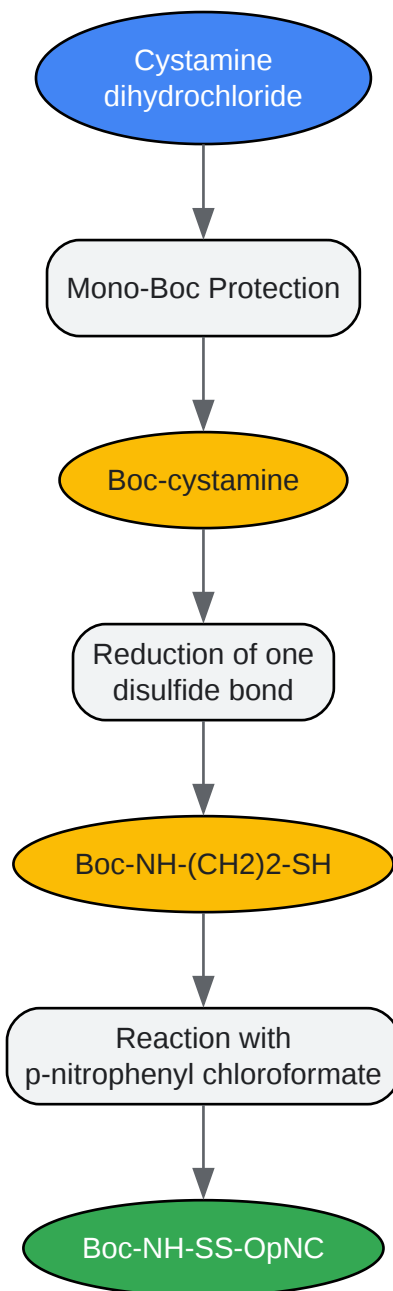 Cystamine
dihydrochloride
Mono-Boc Protection
Boc-cystamine
Reduction of one
disulfide bond
Boc-NH-(CH2)2-SH
Reaction with
p-nitrophenyl chloroformate
Boc-NH-SS-OpNC